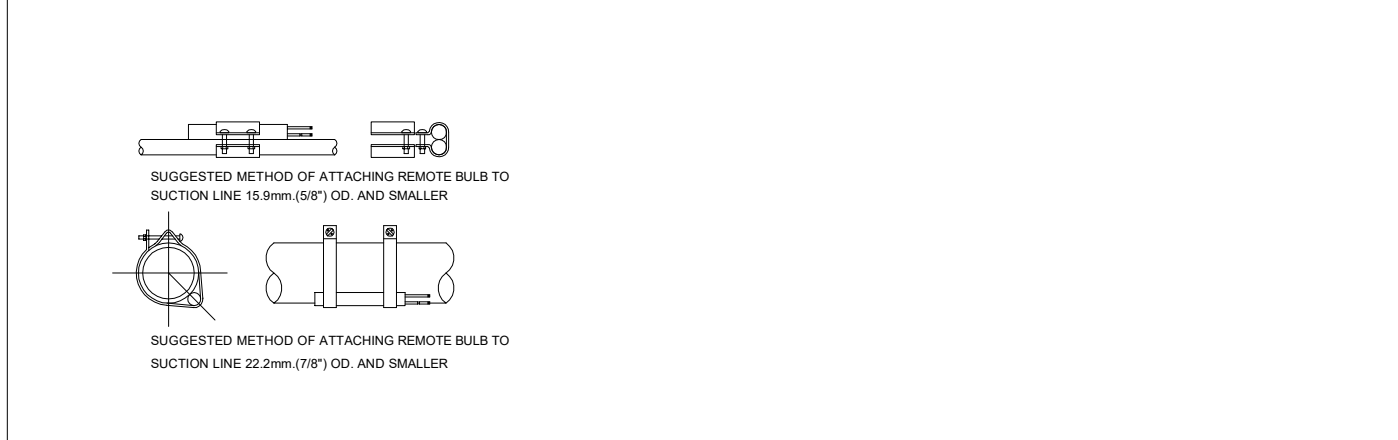 SUGGESTED METHOD OF ATTACHING REMOTE BULB TO
SUCTION LINE 15.9mm.(5/8") OD. AND SMALLER
SUGGESTED METHOD OF ATTACHING REMOTE BULB TO
SUCTION LINE 22.2mm.(7/8") OD. AND SMALLER